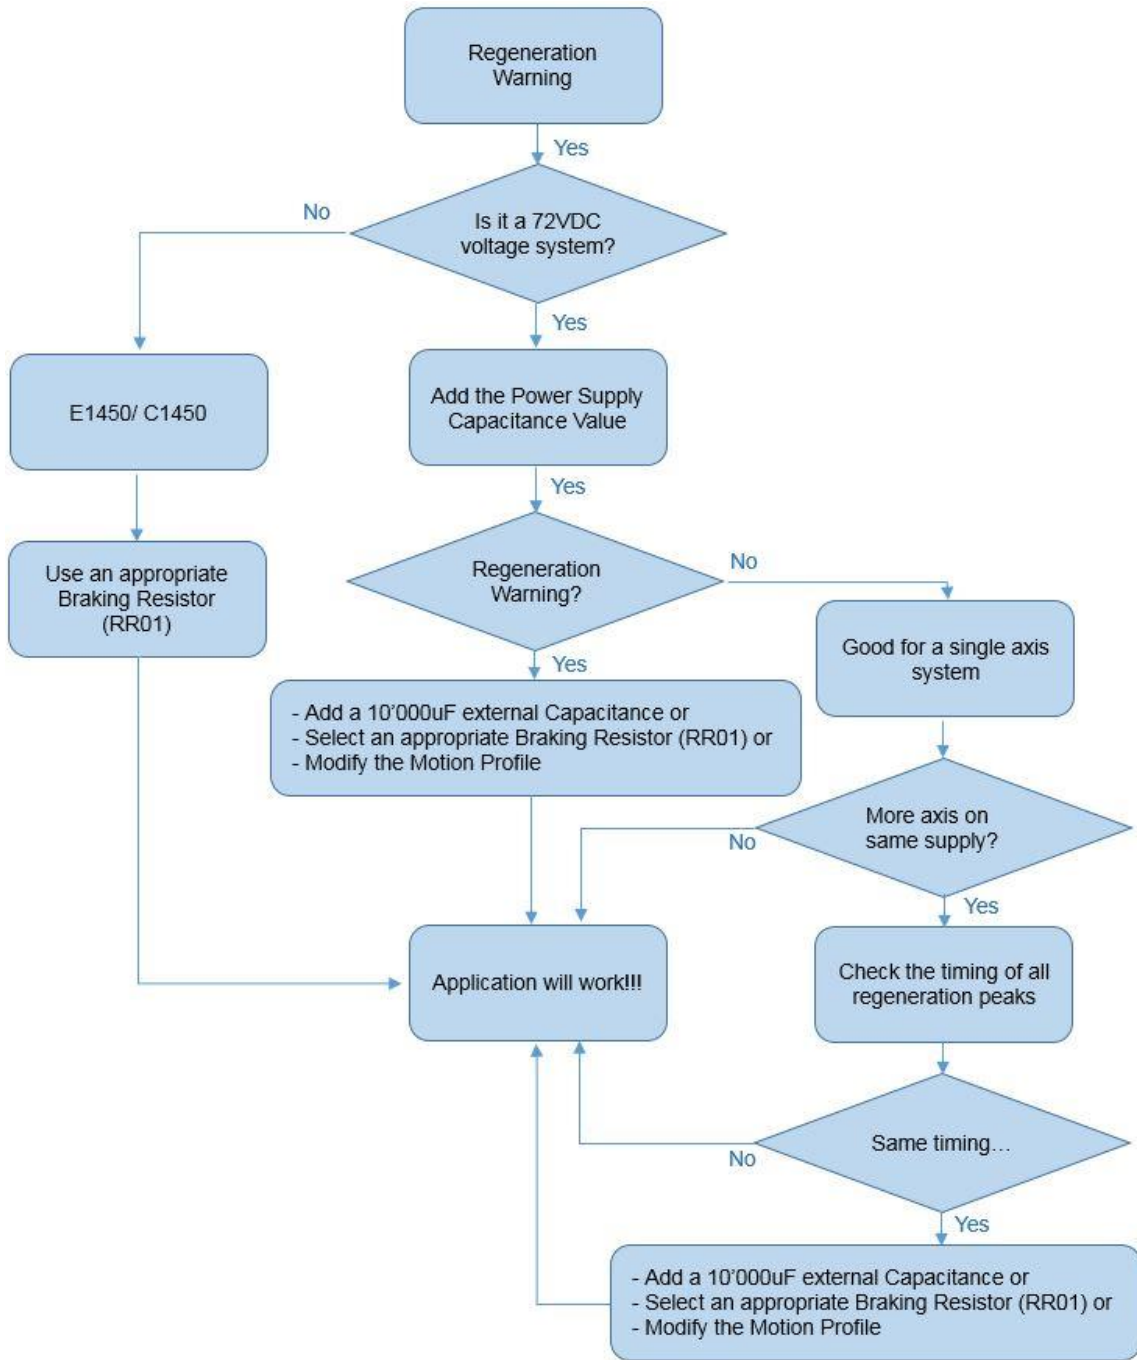 Regeneration
Warning
Yes
Is it a 72VDC
voltage system?
No
Yes
E1450/ C1450
Add the Power Supply
Capacitance Value
Yes
Use an appropriate
Braking Resistor
(RR01)
Regeneration
Warning?
No
Yes
Good for a single axis
system
- Add a 10’000uF external Capacitance or
- Select an appropriate Braking Resistor (RR01) or
- Modify the Motion Profile
More axis on
same supply?
No
Yes
Application will work!!!
Check the timing of all
regeneration peaks
Same timing…
No
Yes
- Add a 10’000uF external Capacitance or
- Select an appropriate Braking Resistor (RR01) or
- Modify the Motion Profile